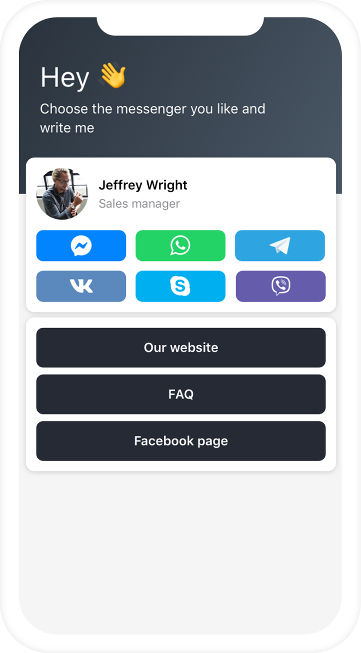 Hey 👋
Choose the messenger you like and
write me
Jeffrey Wright
Sales manager
Our website
FAQ
Facebook page